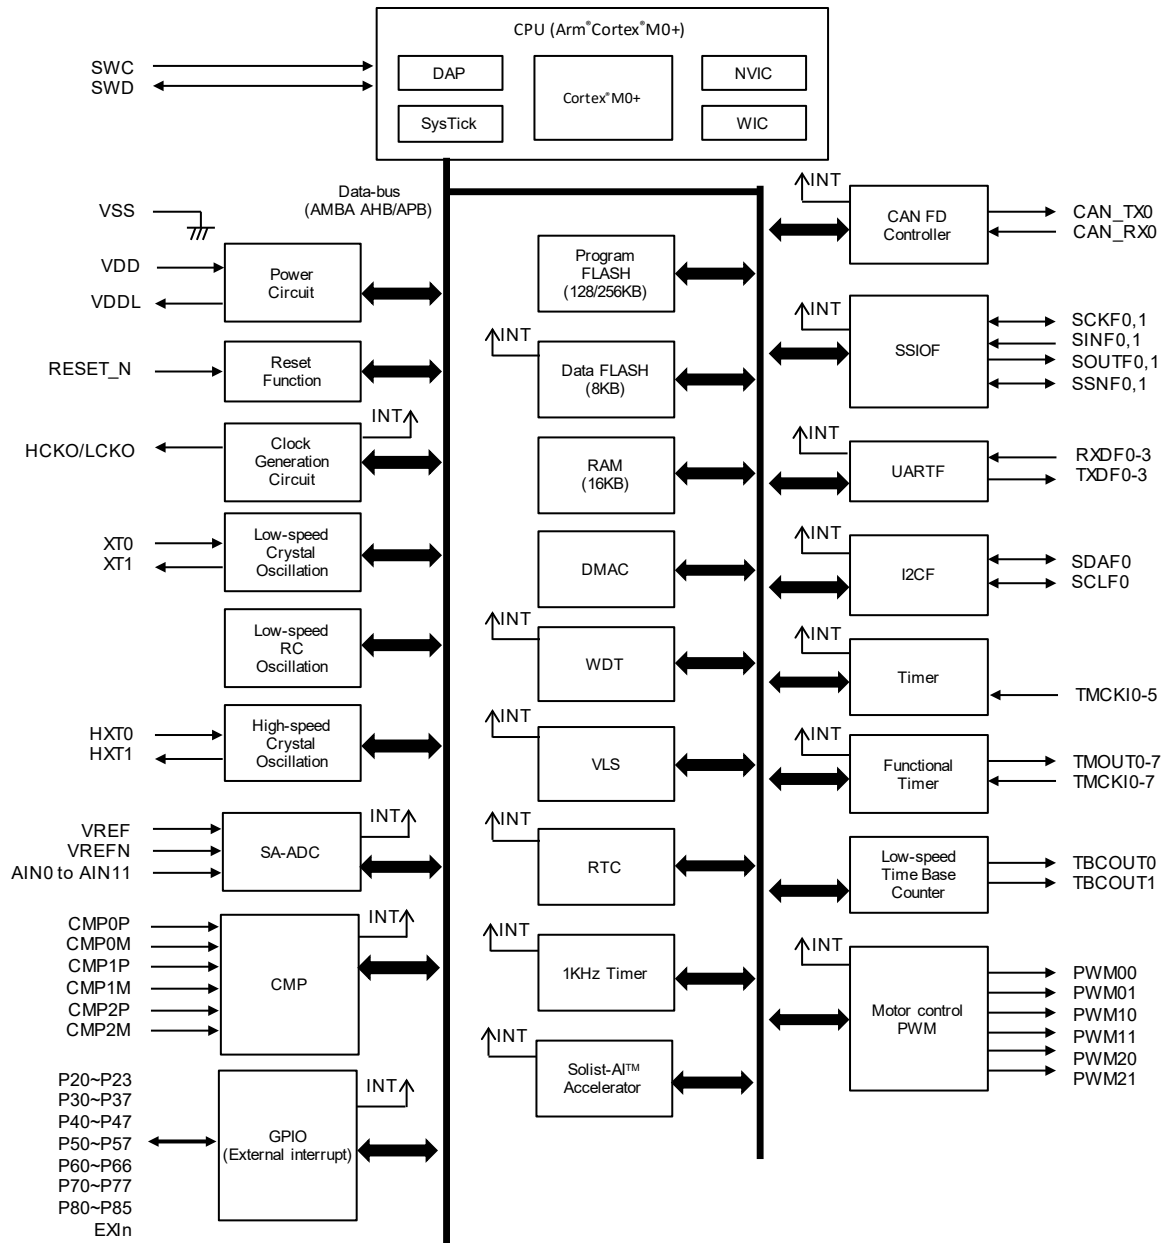 CPU (Arm®Cortex®M0+)
DAP
SysTick
Cortex®M0+
NVIC
WIC
SWC
SWD
Data-bus
(AMBA AHB/APB)
VSS
VDD
VDDL
Power
Circuit
RESET_N
Reset
Function
HCKO/LCKO
Clock
Generation
Circuit
INT
XT0
XT1
Low-speed
Crystal
Oscillation
Low-speed
RC
Oscillation
HXT0
HXT1
High-speed
Crystal
Oscillation
VREF
VREFN
AIN0 to AIN11
SA-ADC
INT
CMP0P
CMP0M
CMP1P
CMP1M
CMP2P
CMP2M
CMP
INT
P20~P23
P30~P37
P40~P47
P50~P57
P60~P66
P70~P77
P80~P85
EXIn
GPIO
(External interrupt)
INT
Program
FLASH
(128/256KB)
INT
Data FLASH
(8KB)
RAM
(16KB)
DMAC
INT
WDT
INT
VLS
INT
RTC
INT
1KHz Timer
INT
Solist-AI™
Accelerator
INT
CAN FD
Controller
CAN_TX0
CAN_RX0
INT
SSIOF
SCKF0,1
SINF0,1
SOUTF0,1
SSNF0,1
INT
UARTF
RXDF0-3
TXDF0-3
INT
I2CF
SDAF0
SCLF0
INT
Timer
TMCKI0-5
INT
Functional
Timer
TMOUT0-7
TMCKI0-7
Low-speed
Time Base
Counter
TBCOUT0
TBCOUT1
INT
Motor control
PWM
PWM00
PWM01
PWM10
PWM11
PWM20
PWM21